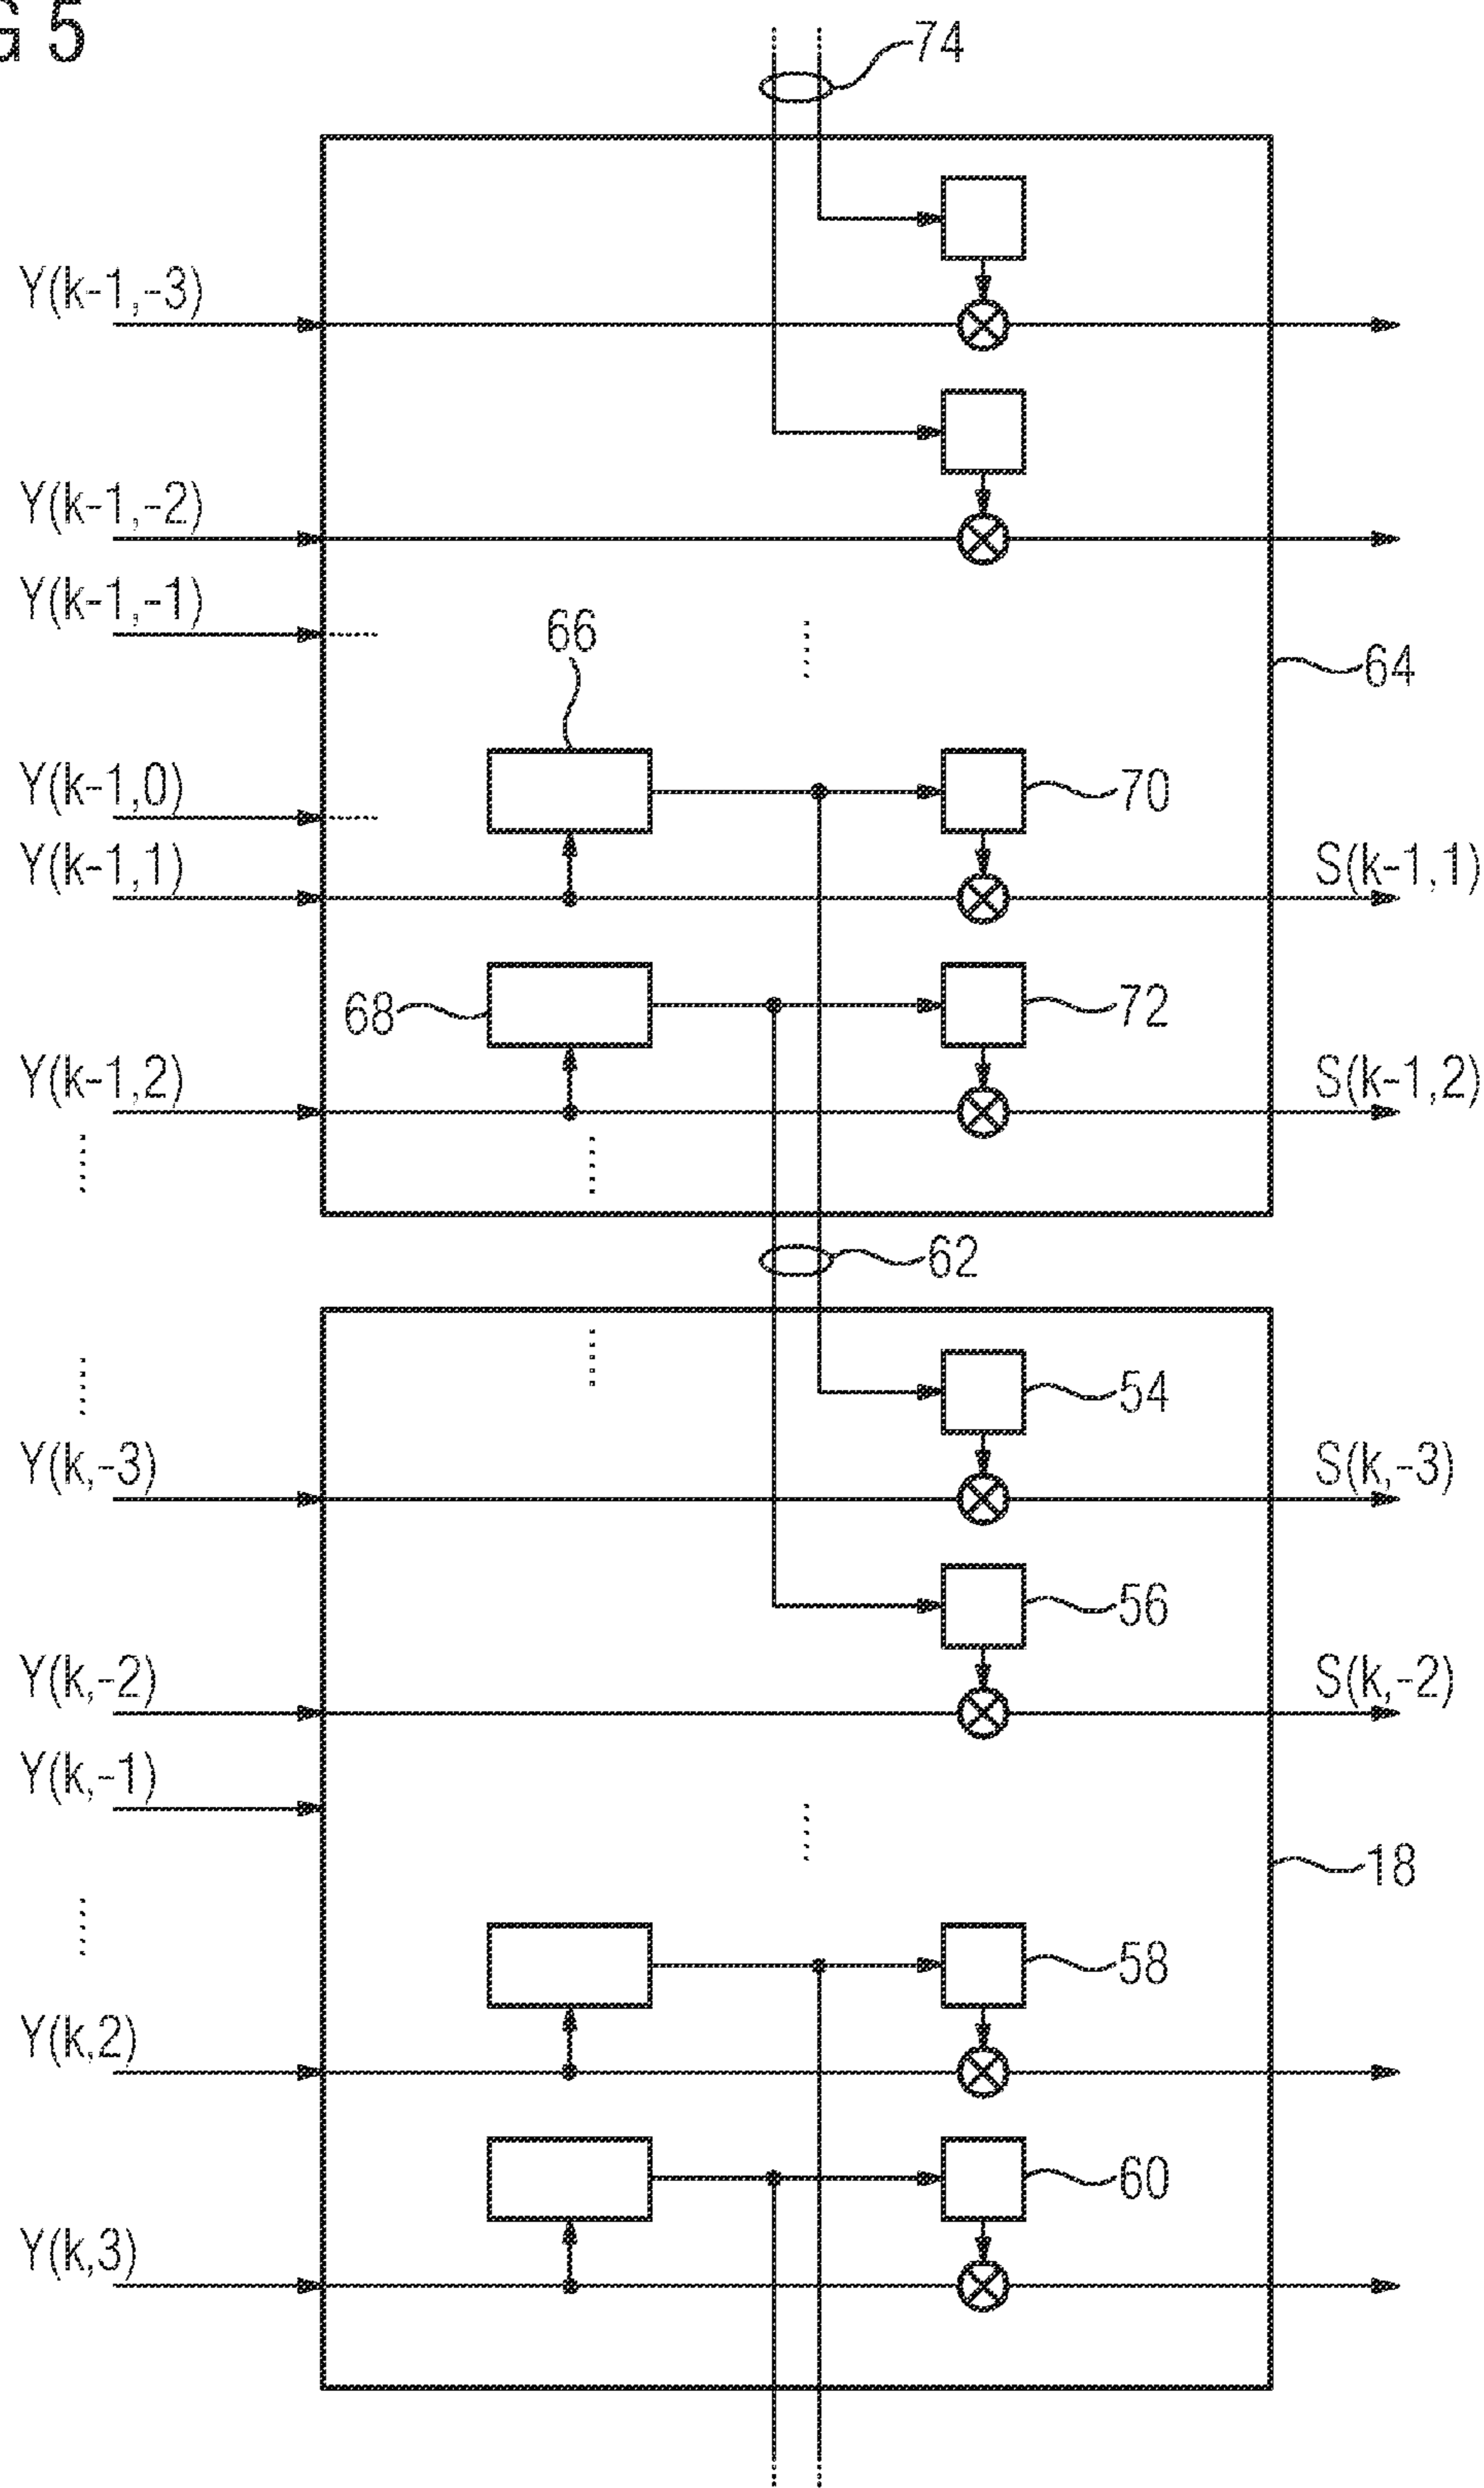 G 5
74
Y(k-1,-3)
Y(k-1,-2)
Y(k-1,-1)
66
64
Y(k-1,0)
70
Y(k-1,1)
S(k-1,1)
68
72
Y(k-1,2)
S(k-1,2)
62
54
Y(k,-3)
S(k,-3)
56
Y(k,-2)
S(k,-2)
Y(k,-1)
18
58
Y(k,2)
60
Y(k,3)